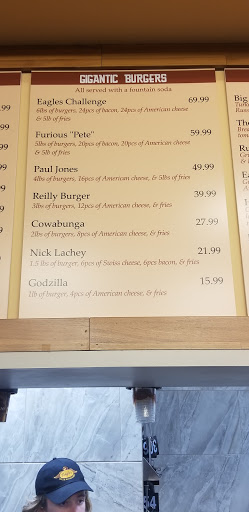 GIGANTIC BURGERS
All served with a fountain soda
Eagles Challenge 69.99
6lbs of burgers, 24pcs of bacon, 24pcs of American cheese
& 5lb of fries
Furious "Pete" 59.99
5lbs of burgers, 20pcs of bacon, 20pcs of American cheese
& 5lb of fries
Paul Jones 49.99
4lbs of burgers, 16pcs of American cheese, & 5lbs of fries
Reilly Burger 39.99
3lbs of burgers, 12pcs of American cheese, & fries
Cowabunga 27.99
2lbs of burgers, 8pcs of American cheese, & fries
Nick Lachey 21.99
1.5 lbs of burger, 6pcs of Swiss cheese, 6pcs bacon, & fries
Godzilla 15.99
1lb of burger, 4pcs of American cheese, & fries
.99
.99
Big